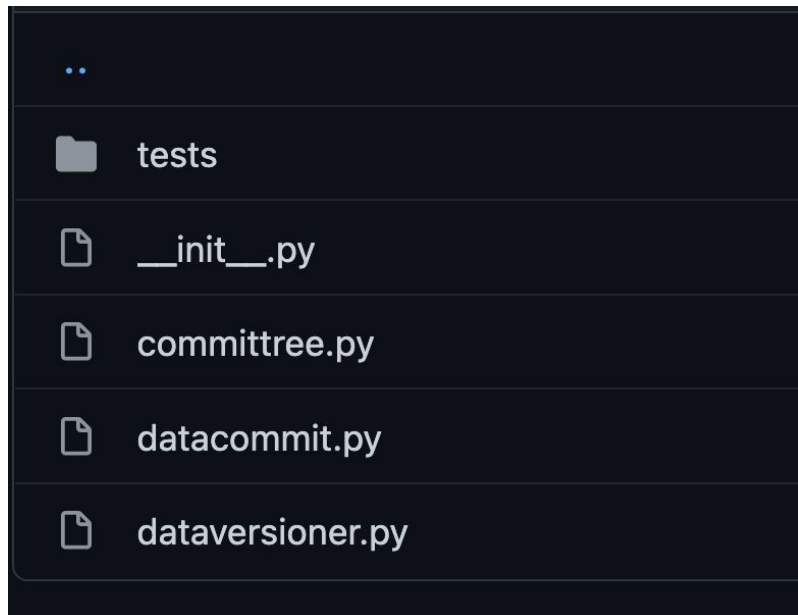 ..
tests
__init__.py
committree.py
datacommit.py
dataversioner.py